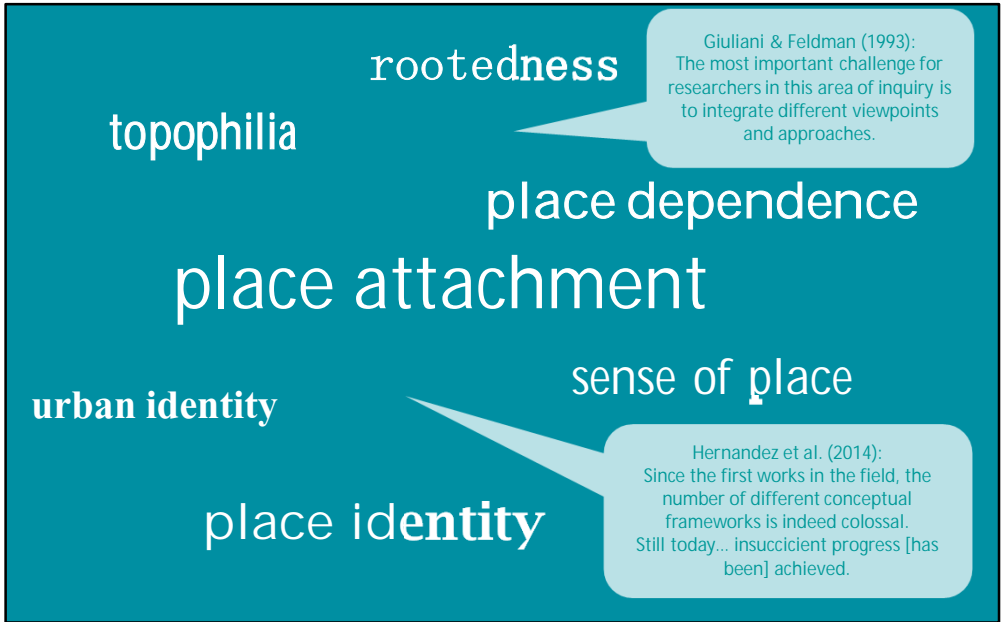 rootedness
Giuliani & Feldman (1993):
The most important challenge for
researchers in this area of inquiry is
to integrate different viewpoints
and approaches.
topophilia
place dependence
place attachment
sense of place
urban identity
Hernandez et al. (2014):
Since the first works in the field, the
number of different conceptual
frameworks is indeed colossal.
Still today... insuccicient progress [has
been] achieved.
place identity